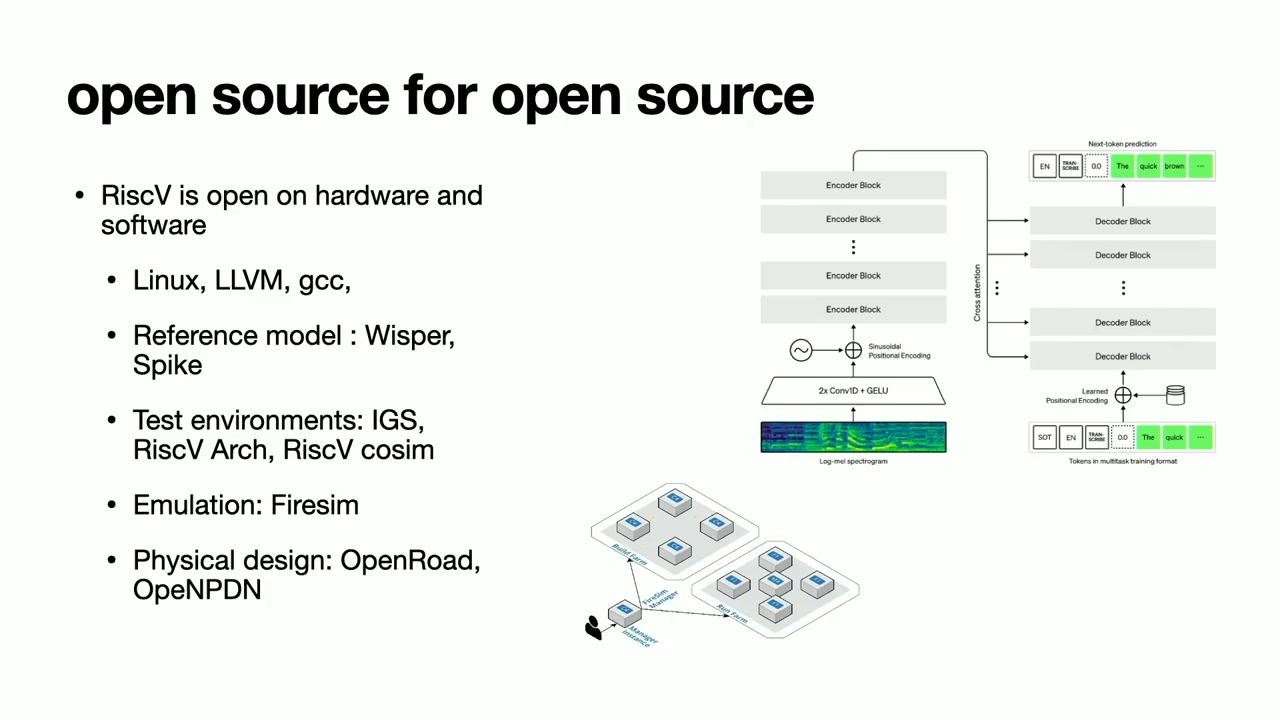 open source for open source
• RiscV is open on hardware and
software
• Linux, LLVM, gcc,
• Reference model : Wisper,
Spike
• Test environments: IGS,
RiscV Arch, RiscV cosim
• Emulation: Firesim
• Physical design: OpenRoad,
OpeNPDN
Next-token prediction
EN
TRAN-
SCRIBE
0.0
The
quick
brown
...
Encoder Block
Encoder Block
Encoder Block
Encoder Block
Sinusoidal
Positional Encoding
2x Conv1D + GELU
Log-mel spectrogram
Cross attention
Decoder Block
Decoder Block
Decoder Block
Decoder Block
Learned
Positional Encoding
SOT
EN
TRAN-
SCRIBE
0.0
The
quick
...
Tokens in multitask training format
Build Farm
FireSim
Manager
Run Farm
Manager
Instance